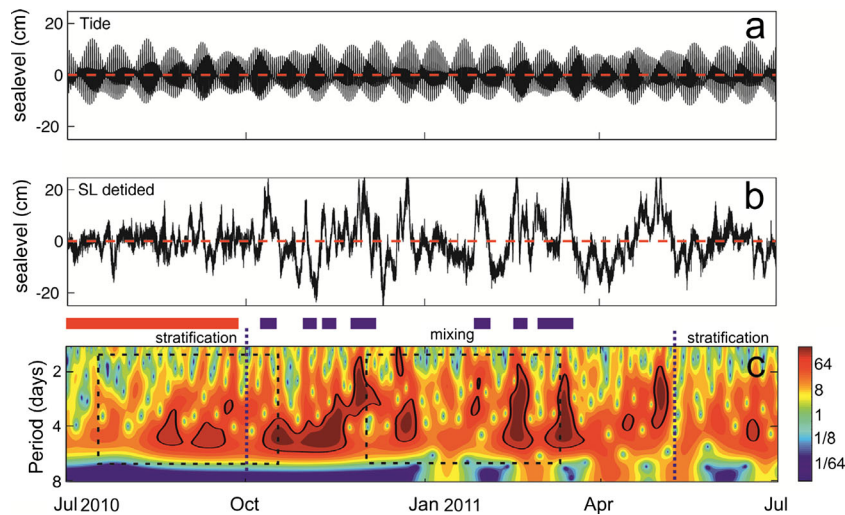 a
Tide
sealevel (cm)
20
0
-20
b
SL detided
sealevel (cm)
20
0
-20
stratification
mixing
stratification
c
Period (days)
2
4
6
8
64
8
1
1/8
1/64
Jul 2010
Oct
Jan 2011
Apr
Jul